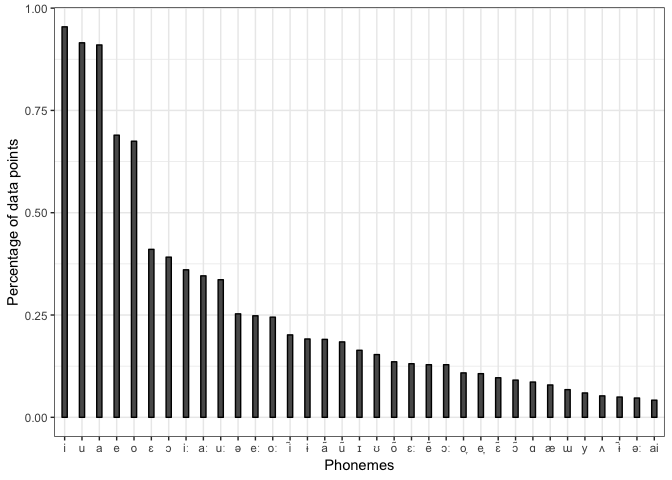 1.00
0.75
0.50
0.25
0.00
Percentage of data points
i u a e o ɛ ɔ iː aː uː ə eː oː ĩ ɨ ã ũ ɪ ʊ õ ɛː ẽ ɔː o̞ e̞ ɛ̃ ɔ̃ ɑ æ ɯ y ʌ ɨ̃ əː ai
Phonemes